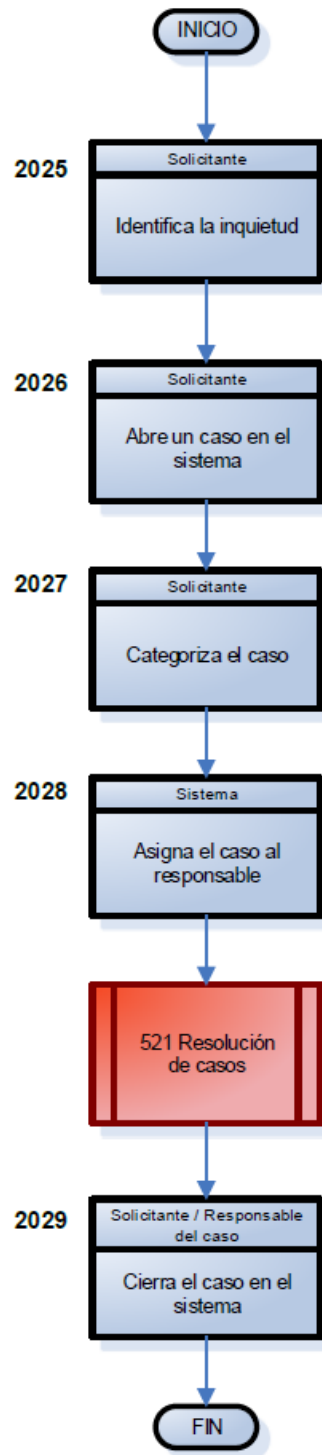 INICIO
2025
Solicitante
Identifica la inquietud
2026
Solicitante
Abre un caso en el
sistema
2027
Solicitante
Categoriza el caso
2028
Sistema
Asigna el caso al
responsable
521 Resolución
de casos
2029
Solicitante / Responsable
del caso
Cierra el caso en el
sistema
FIN